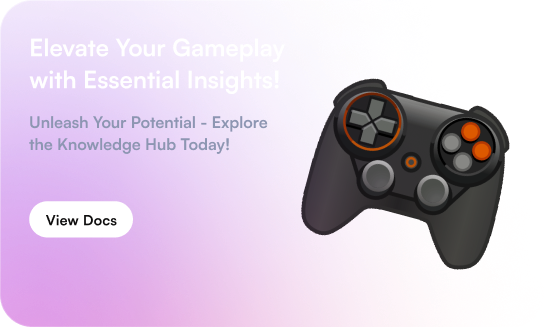 Elevate Your Gameplay
with Essential Insights!
Unleash Your Potential - Explore
the Knowledge Hub Today!
View Docs